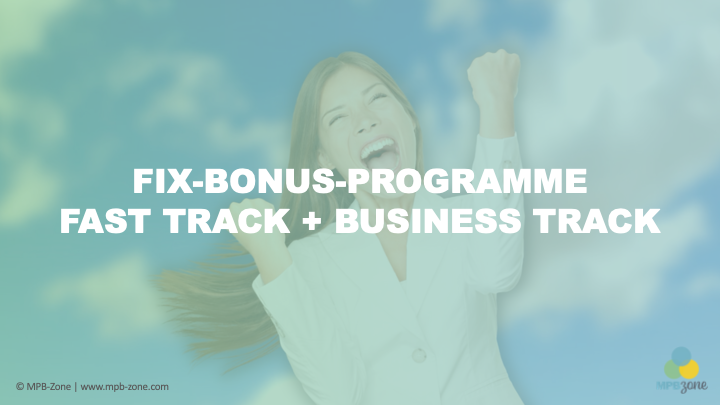 FIX-BONUS-PROGRAMME
FAST TRACK + BUSINESS TRACK
© MPB-Zone | www.mpb-zone.com
MPB zone